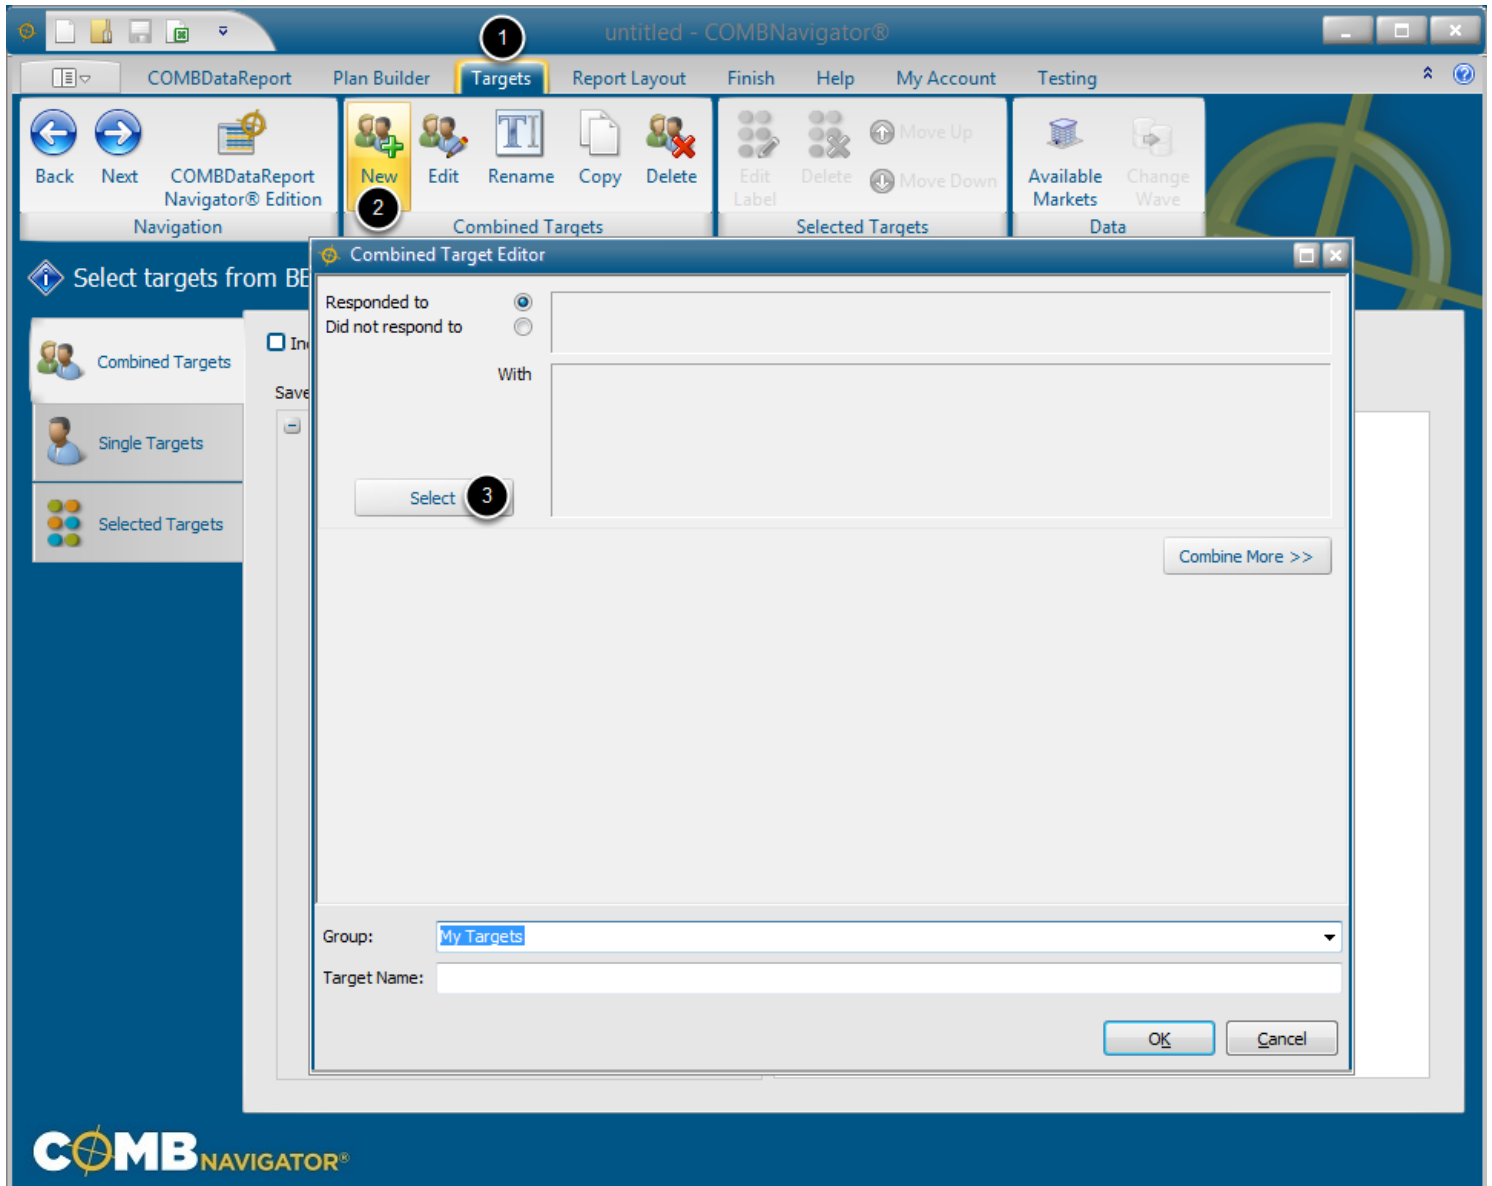 untitled - COMBNavigator®
1
COMBDataReport Plan Builder Targets Report Layout Finish Help My Account Testing
Back Next COMBDataReport Navigator® Edition New Edit Rename Copy Delete Edit Label Delete Move Up Move Down Available Markets Change Wave
2
Navigation Combined Targets Selected Targets Data
Select targets from
Combined Target Editor
Responded to
Did not respond to
With
Combined Targets
Save
Single Targets
Select 3
Selected Targets
Combine More >>
Group: My Targets
Target Name:
OK Cancel
COMBNAVIGATOR®